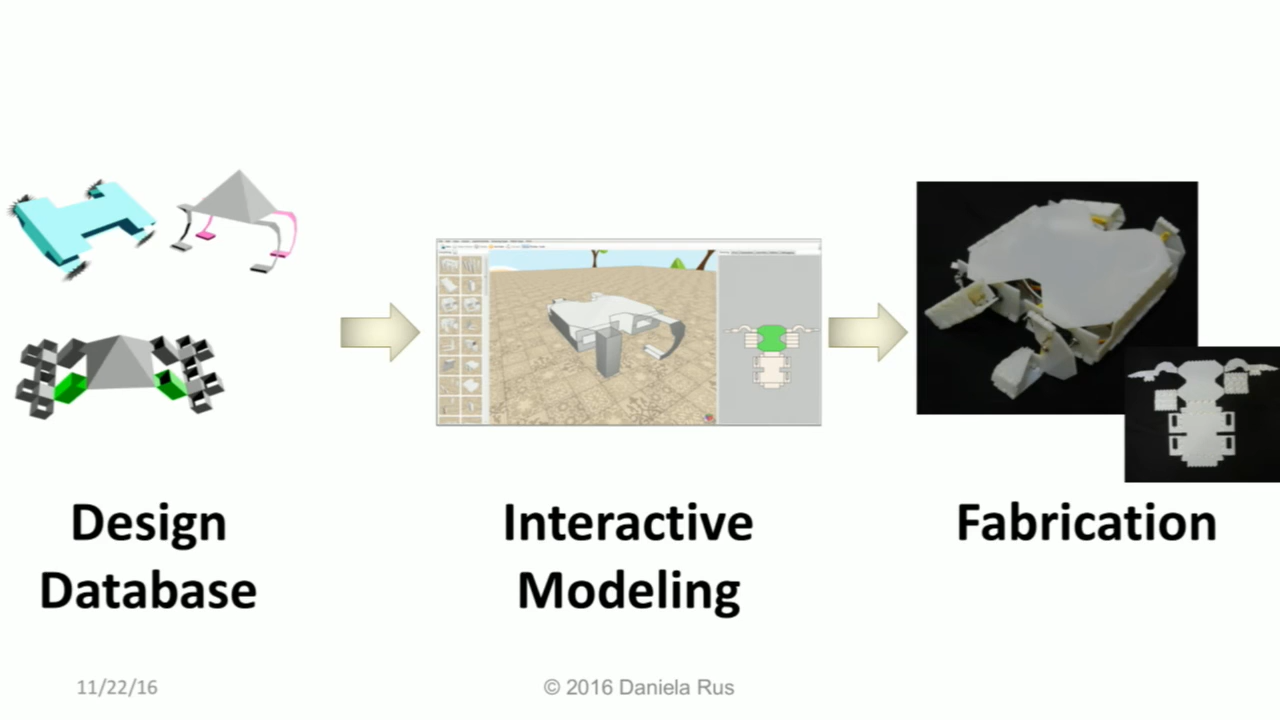 Design
Database
Interactive
Modeling
Fabrication
11/22/16
© 2016 Daniela Rus